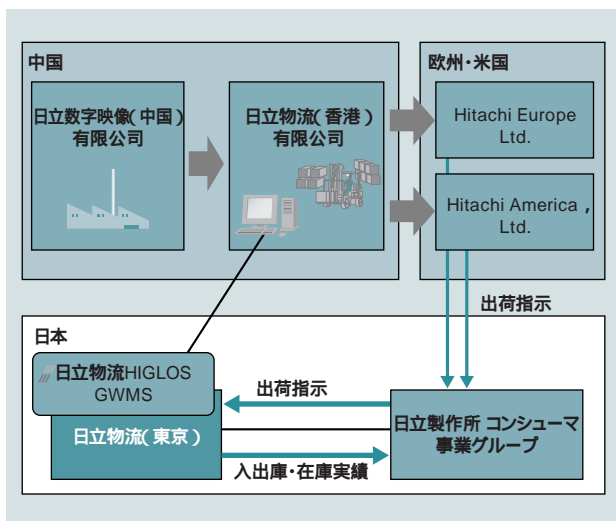 中国
日立数字映像(中国)
有限公司
日立物流(香港)
有限公司
欧州・米国
Hitachi Europe
Ltd.
Hitachi America,
Ltd.
出荷指示
日本
日立物流HIGLOS
GWMS
日立物流(東京)
出荷指示
入出庫・在庫実績
日立製作所 コンシューマ
事業グループ